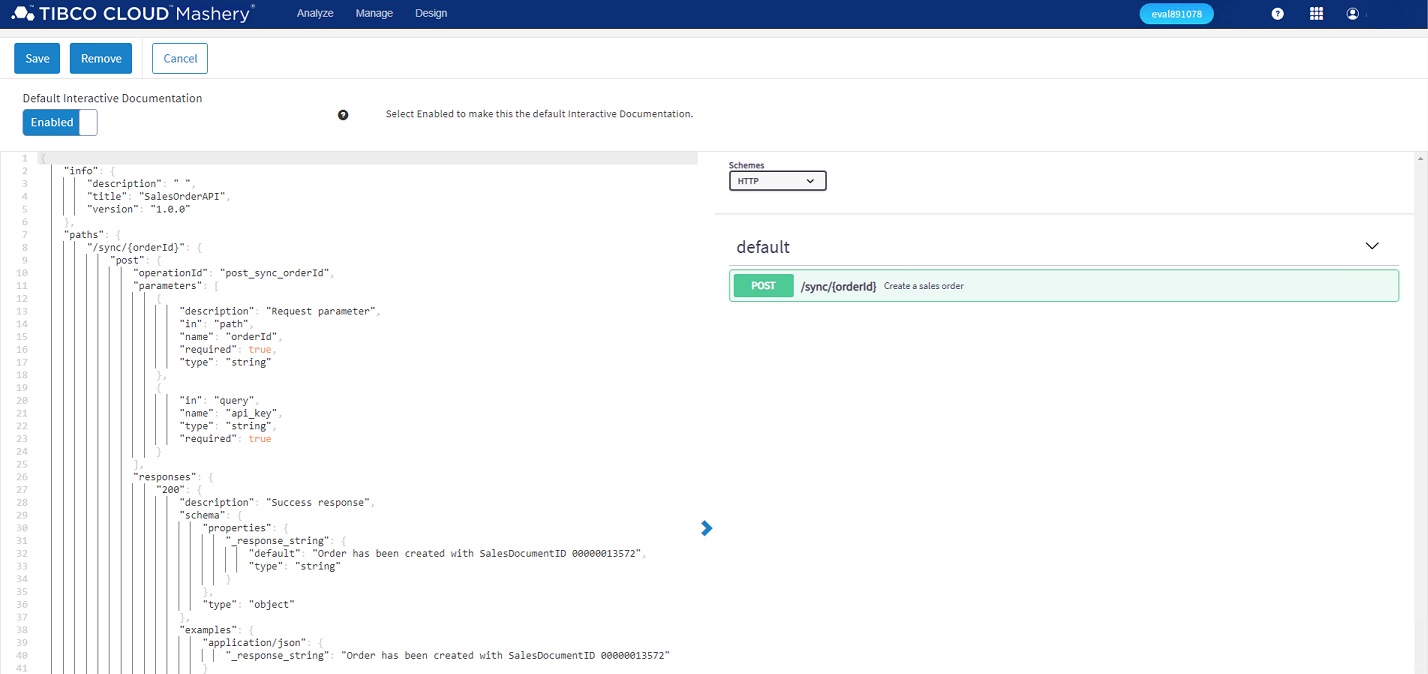 TIBCO CLOUD™ Mashery® Analyze Manage Design eval891078 ?
Save Remove Cancel
Default Interactive Documentation
Enabled ? Select Enabled to make this the default Interactive Documentation.
1 {
2 "info": {
3 "description": " ",
4 "title": "SalesOrderAPI",
5 "version": "1.0.0"
6 },
7 "paths": {
8 "/sync/{orderId}": {
9 "post": {
10 "operationId": "post_sync_orderId",
11 "parameters": [
12 {
13 "description": "Request parameter",
14 "in": "path",
15 "name": "orderId",
16 "required": true,
17 "type": "string"
18 },
19 {
20 "in": "query",
21 "name": "api_key",
22 "type": "string",
23 "required": true
24 }
25 ],
26 "responses": {
27 "200": {
28 "description": "Success response",
29 "schema": {
30 "properties": {
31 "_response_string": {
32 "default": "Order has been created with SalesDocumentID 00000013572",
33 "type": "string"
34 }
35 },
36 "type": "object"
37 },
38 "examples": {
39 "application/json": {
40 "_response_string": "Order has been created with SalesDocumentID 00000013572"
41 }
Schemes
HTTP
default
POST /sync/{orderId} Create a sales order